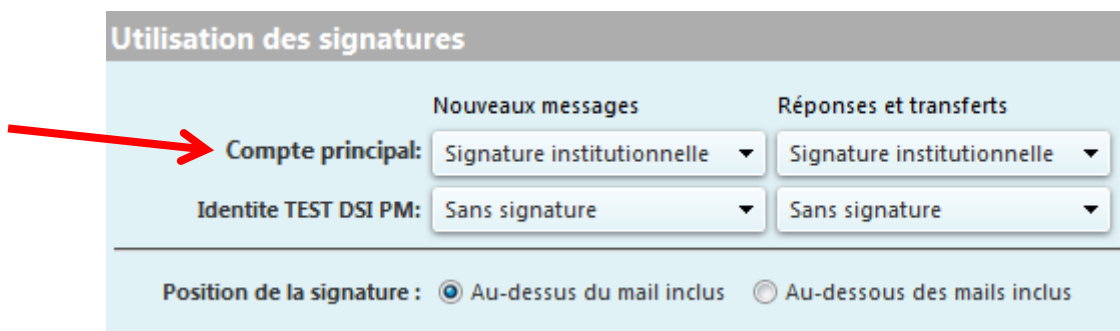 Utilisation des signatures
Nouveaux messages Réponses et transferts
Compte principal: Signature institutionnelle Signature institutionnelle
Identite TEST DSI PM: Sans signature Sans signature
Position de la signature : Au-dessus du mail inclus Au-dessous des mails inclus